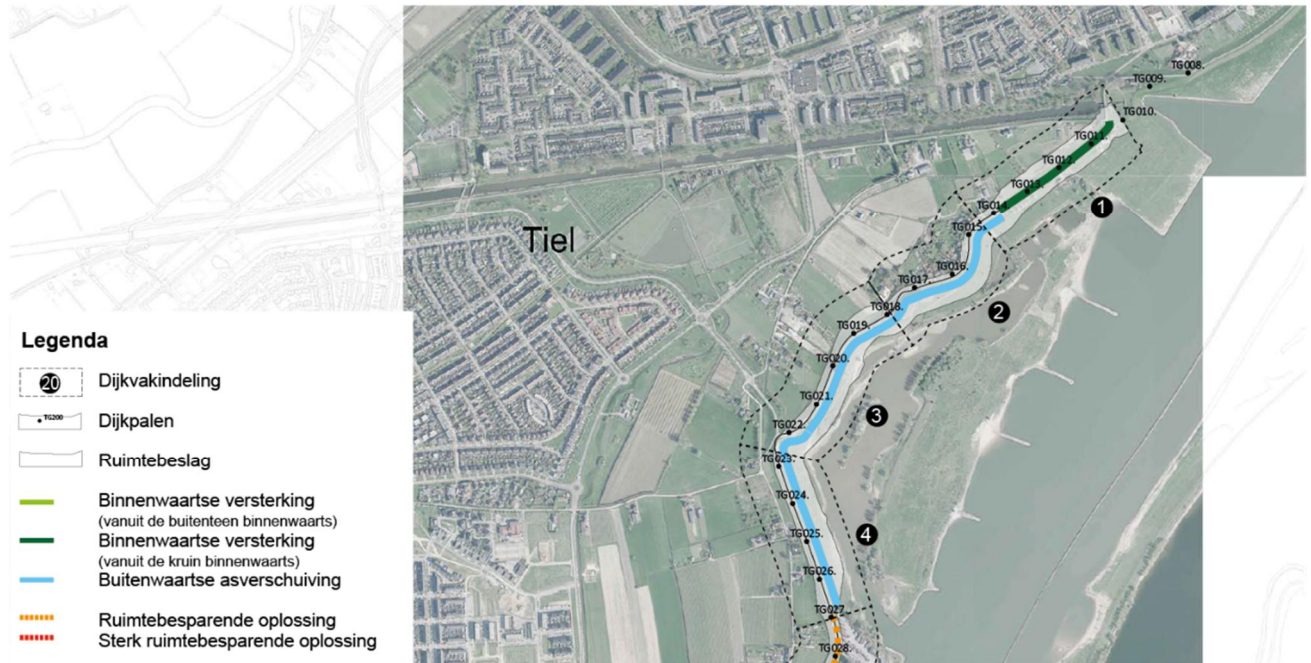 TG008.
TG009.
TG010.
TG011.
TG012.
TG013.
TG014.
1
TG015.
Tiel
TG016.
TG017.
TG018.
2
TG019.
Legenda
TG020.
20 Dijkvakindeling
TG021.
3
TG200 Dijkpalen
TG022.
Ruimtebeslag
TG023.
TG024.
Binnenwaartse versterking
(vanuit de buitenteen binnenwaarts)
4
Binnenwaartse versterking
TG025.
(vanuit de kruin binnenwaarts)
Buitenwaartse asverschuiving
TG026.
TG027.
Ruimtebesparende oplossing
Sterk ruimtebesparende oplossing
TG028.